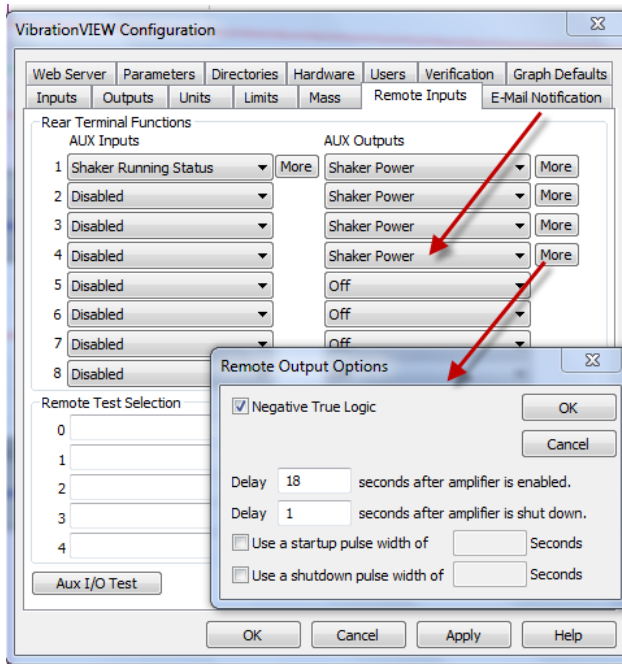 VibrationVIEW Configuration
Web Server Parameters Directories Hardware Users Verification Graph Defaults
Inputs Outputs Units Limits Mass Remote Inputs E-Mail Notification
Rear Terminal Functions
AUX Inputs AUX Outputs
1 Shaker Running Status More Shaker Power More
2 Disabled Shaker Power More
3 Disabled Shaker Power More
4 Disabled Shaker Power More
5 Disabled Off
6 Disabled Off
7 Disabled Off
8 Disabled
Remote Output Options
Negative True Logic OK
Cancel
Delay 18 seconds after amplifier is enabled.
Delay 1 seconds after amplifier is shut down.
Use a startup pulse width of Seconds
Use a shutdown pulse width of Seconds
Remote Test Selection
0
1
2
3
4
Aux I/O Test
OK Cancel Apply Help